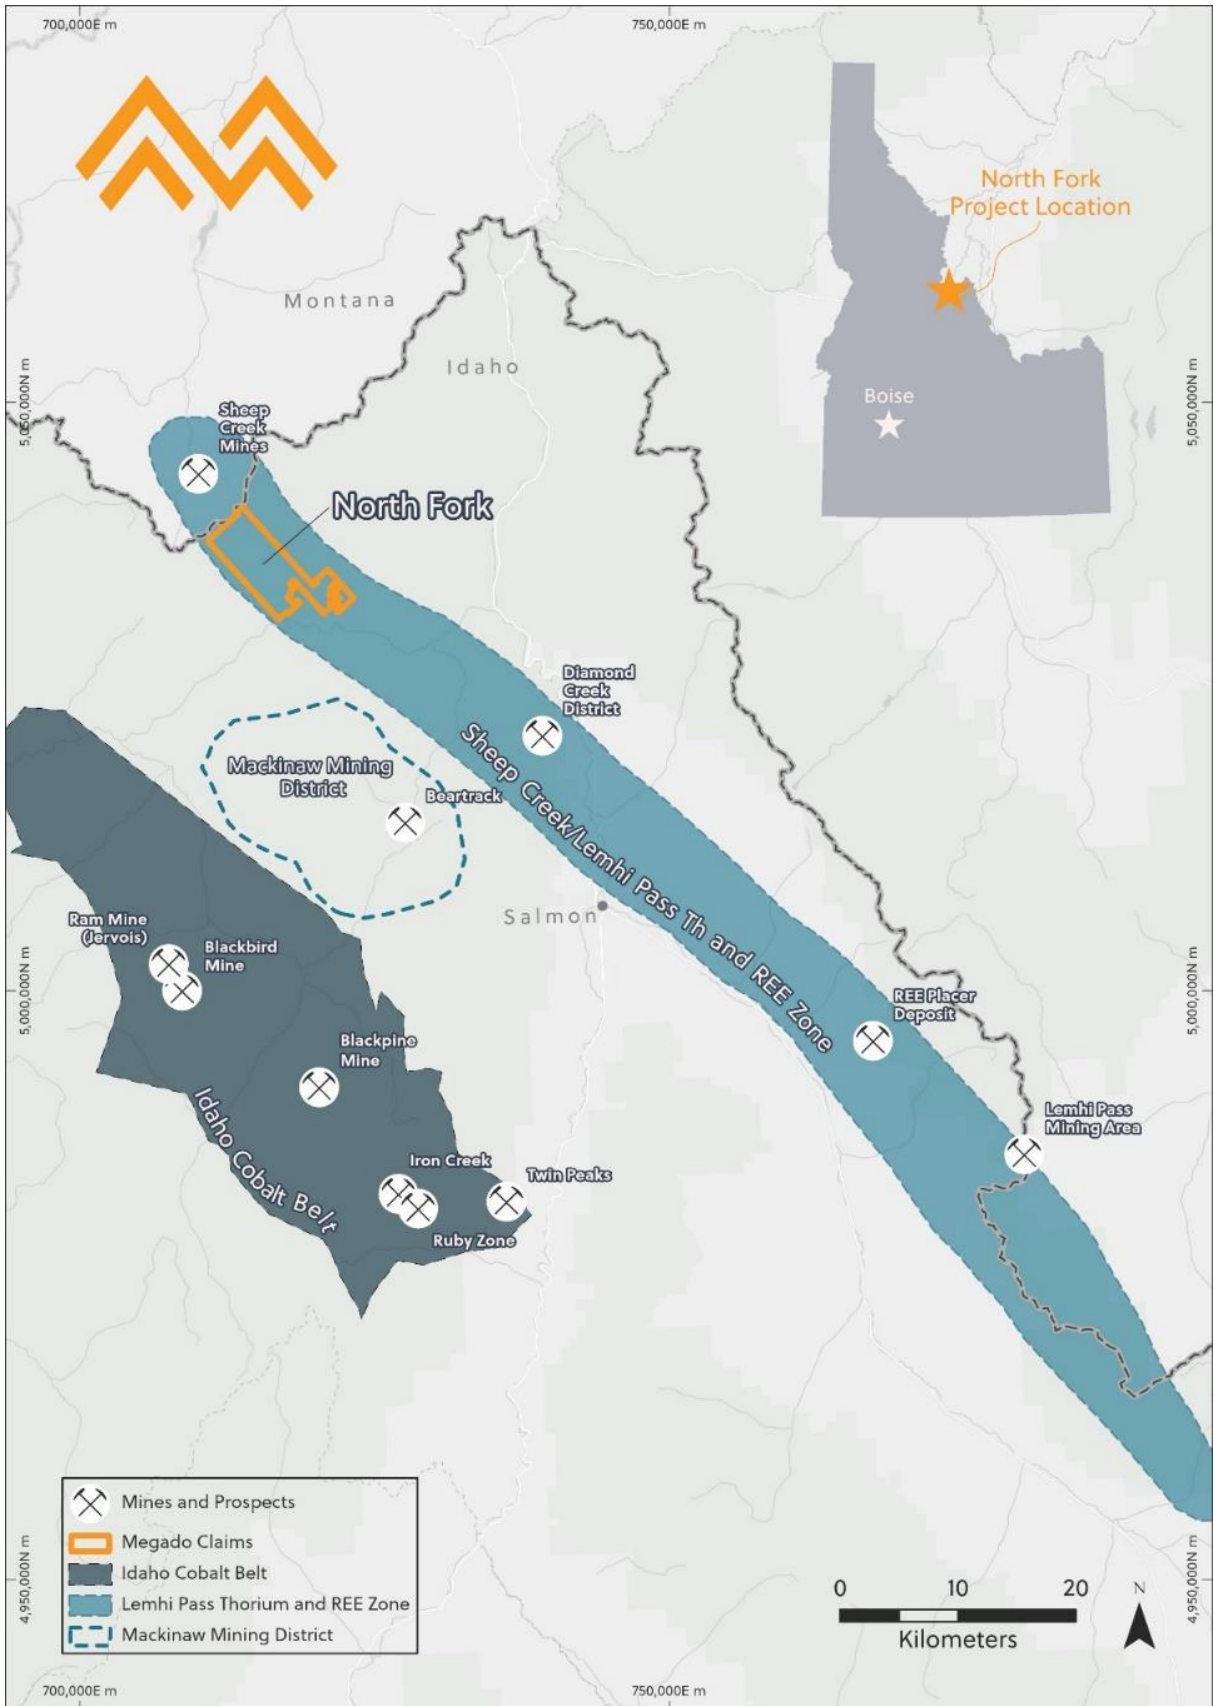 700,000E m
750,000E m
North Fork
Project Location
Montana
Idaho
5,050,000N m
5,050,000N m
Boise
Sheep
Creek
Mines
North Fork
Diamond
Creek
District
Sheep Creek/Lemhi Pass Th and REE Zone
Mackinaw Mining
District
Beartrack
Salmon
Ram Mine
(Jervois)
Blackbird
Mine
5,000,000N m
5,000,000N m
REE Placer
Deposit
Blackpine
Mine
Idaho Cobalt Belt
Lemhi Pass
Mining Area
Iron Creek
Twin Peaks
Ruby Zone
Mines and Prospects
Megado Claims
Idaho Cobalt Belt
Lemhi Pass Thorium and REE Zone
Mackinaw Mining District
4,950,000N m
4,950,000N m
0 10 20
Kilometers
N
700,000E m
750,000E m